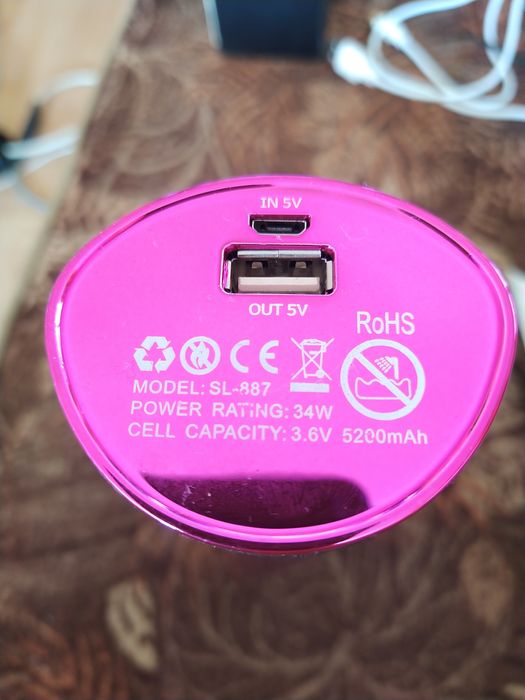 IN 5V
OUT 5V
RoHS
CE
MODEL: SL-887
POWER RATING: 34W
CELL CAPACITY: 3.6V 5200mAh